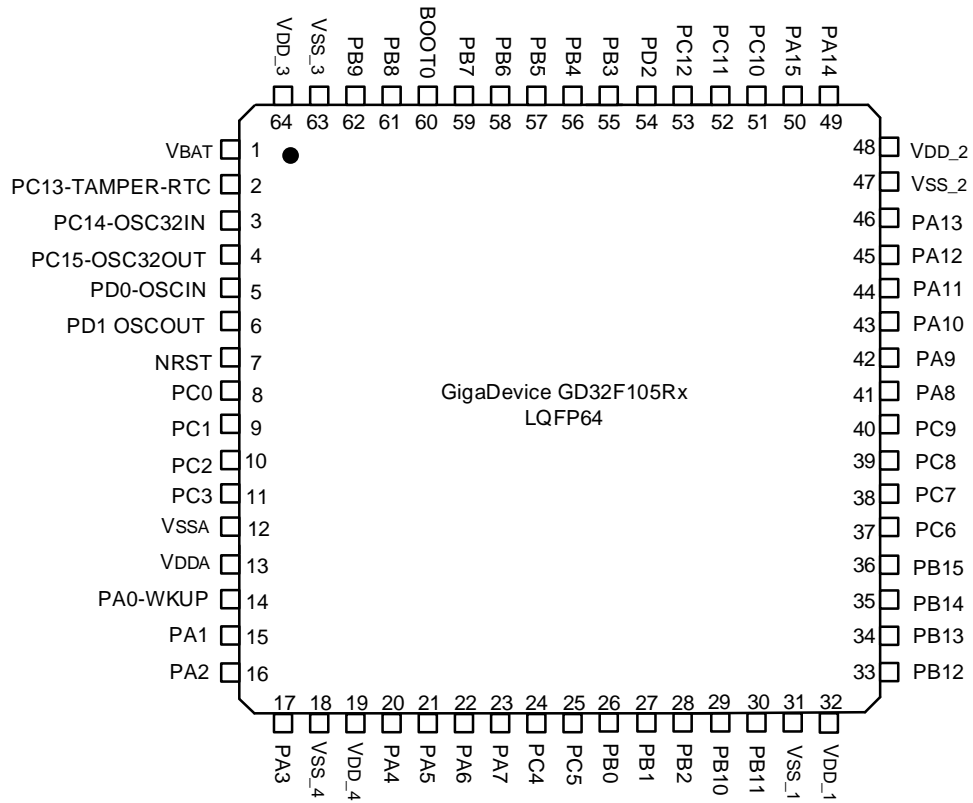 VDD_3
VSS_3
PB9
PB8
BOOT0
PB7
PB6
PB5
PB4
PB3
PD2
PC12
PC11
PC10
PA15
PA14
64 63 62 61 60 59 58 57 56 55 54 53 52 51 50 49
VBAT 1
PC13-TAMPER-RTC 2
PC14-OSC32IN 3
PC15-OSC32OUT 4
PD0-OSCIN 5
PD1 OSCOUT 6
NRST 7
PC0 8
PC1 9
PC2 10
PC3 11
VSSA 12
VDDA 13
PA0-WKUP 14
PA1 15
PA2 16
GigaDevice GD32F105Rx
LQFP64
48 VDD_2
47 VSS_2
46 PA13
45 PA12
44 PA11
43 PA10
42 PA9
41 PA8
40 PC9
39 PC8
38 PC7
37 PC6
36 PB15
35 PB14
34 PB13
33 PB12
17 18 19 20 21 22 23 24 25 26 27 28 29 30 31 32
PA3
VSS_4
VDD_4
PA4
PA5
PA6
PA7
PC4
PC5
PB0
PB1
PB2
PB10
PB11
VSS_1
VDD_1